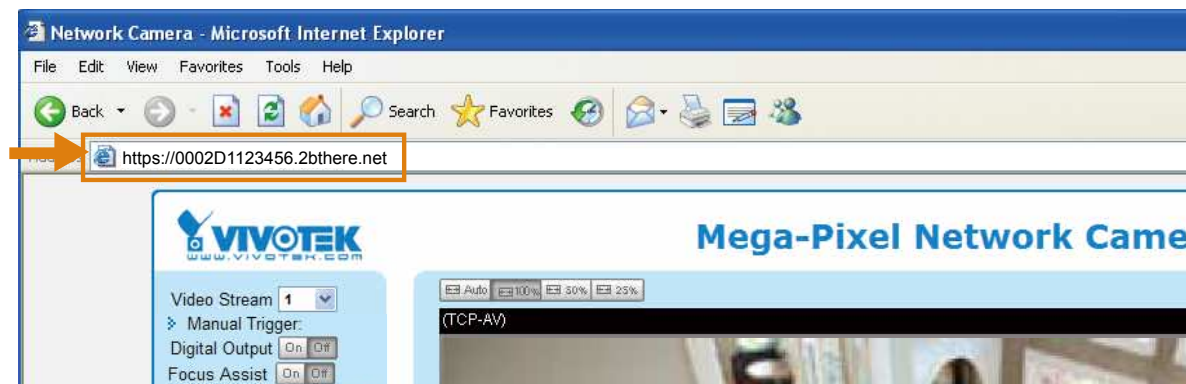 Network Camera - Microsoft Internet Explorer
File Edit View Favorites Tools Help
Back Search Favorites
https://0002D1123456.2bthere.net
VIVOTEK
www.vivotek.com
Mega-Pixel Network Came
Auto 100% 50% 25%
Video Stream 1
(TCP-AV)
Manual Trigger:
Digital Output On Off
Focus Assist On Off